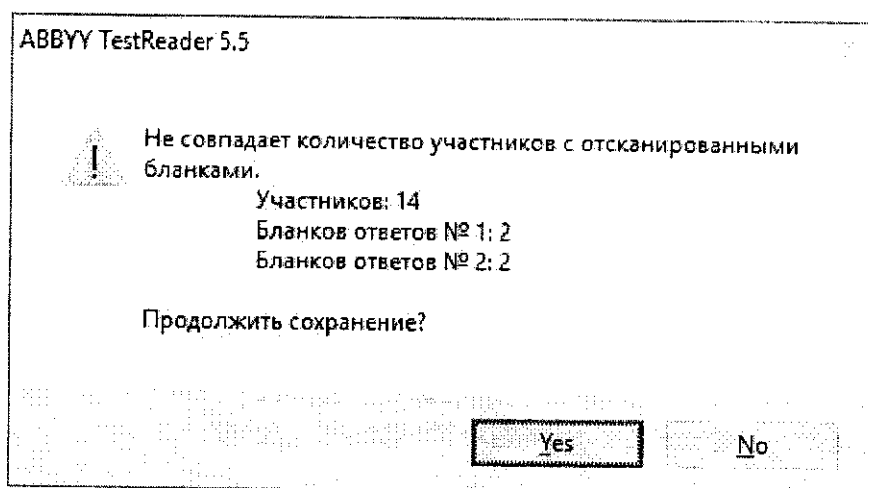 ABBYY TestReader 5.5
Не совпадает количество участников с отсканированными
бланками.
Участников: 14
Бланков ответов № 1: 2
Бланков ответов № 2: 2
Продолжить сохранение?
Yes
No